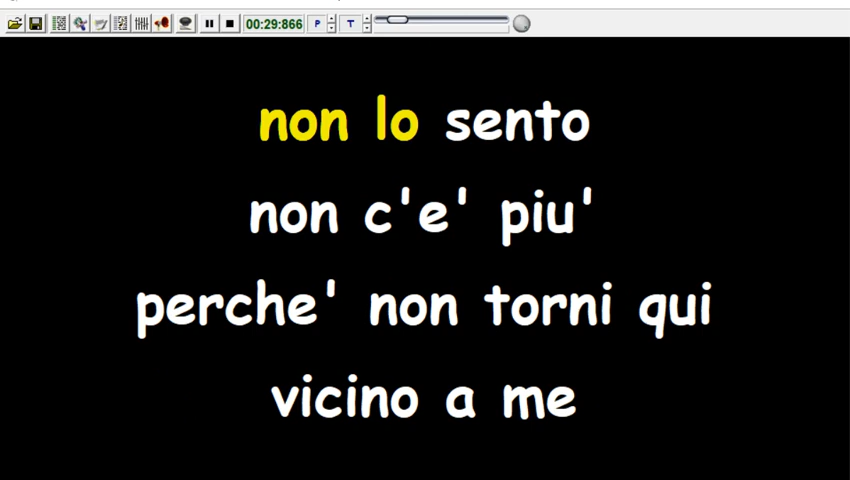 00:29:866
P
T
non lo sento
non c'e' piu'
perche' non torni qui
vicino a me